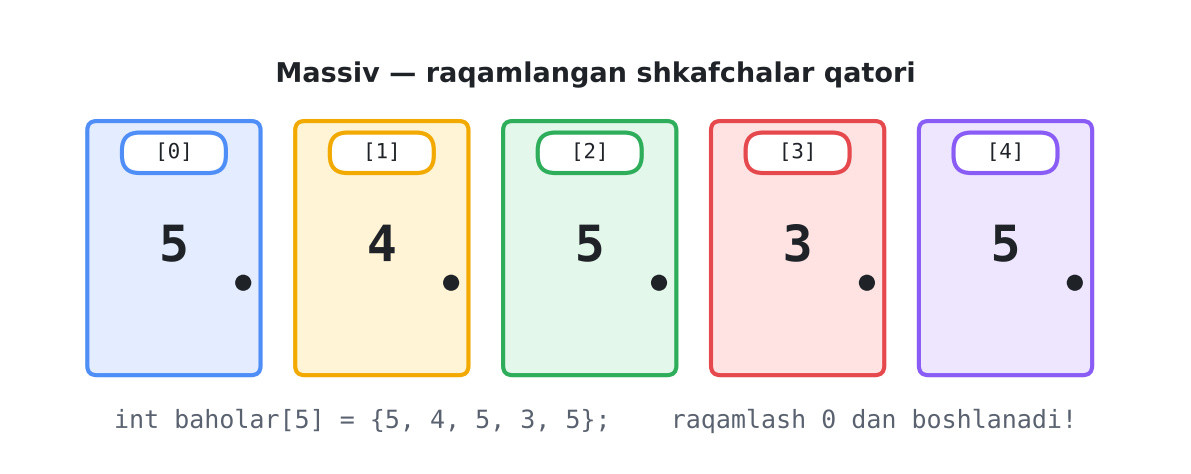 Massiv — raqamlangan shkafchalar qatori
[0] [1] [2] [3] [4]
5 4 5 3 5
int baholar[5] = {5, 4, 5, 3, 5}; raqamlash 0 dan boshlanadi!